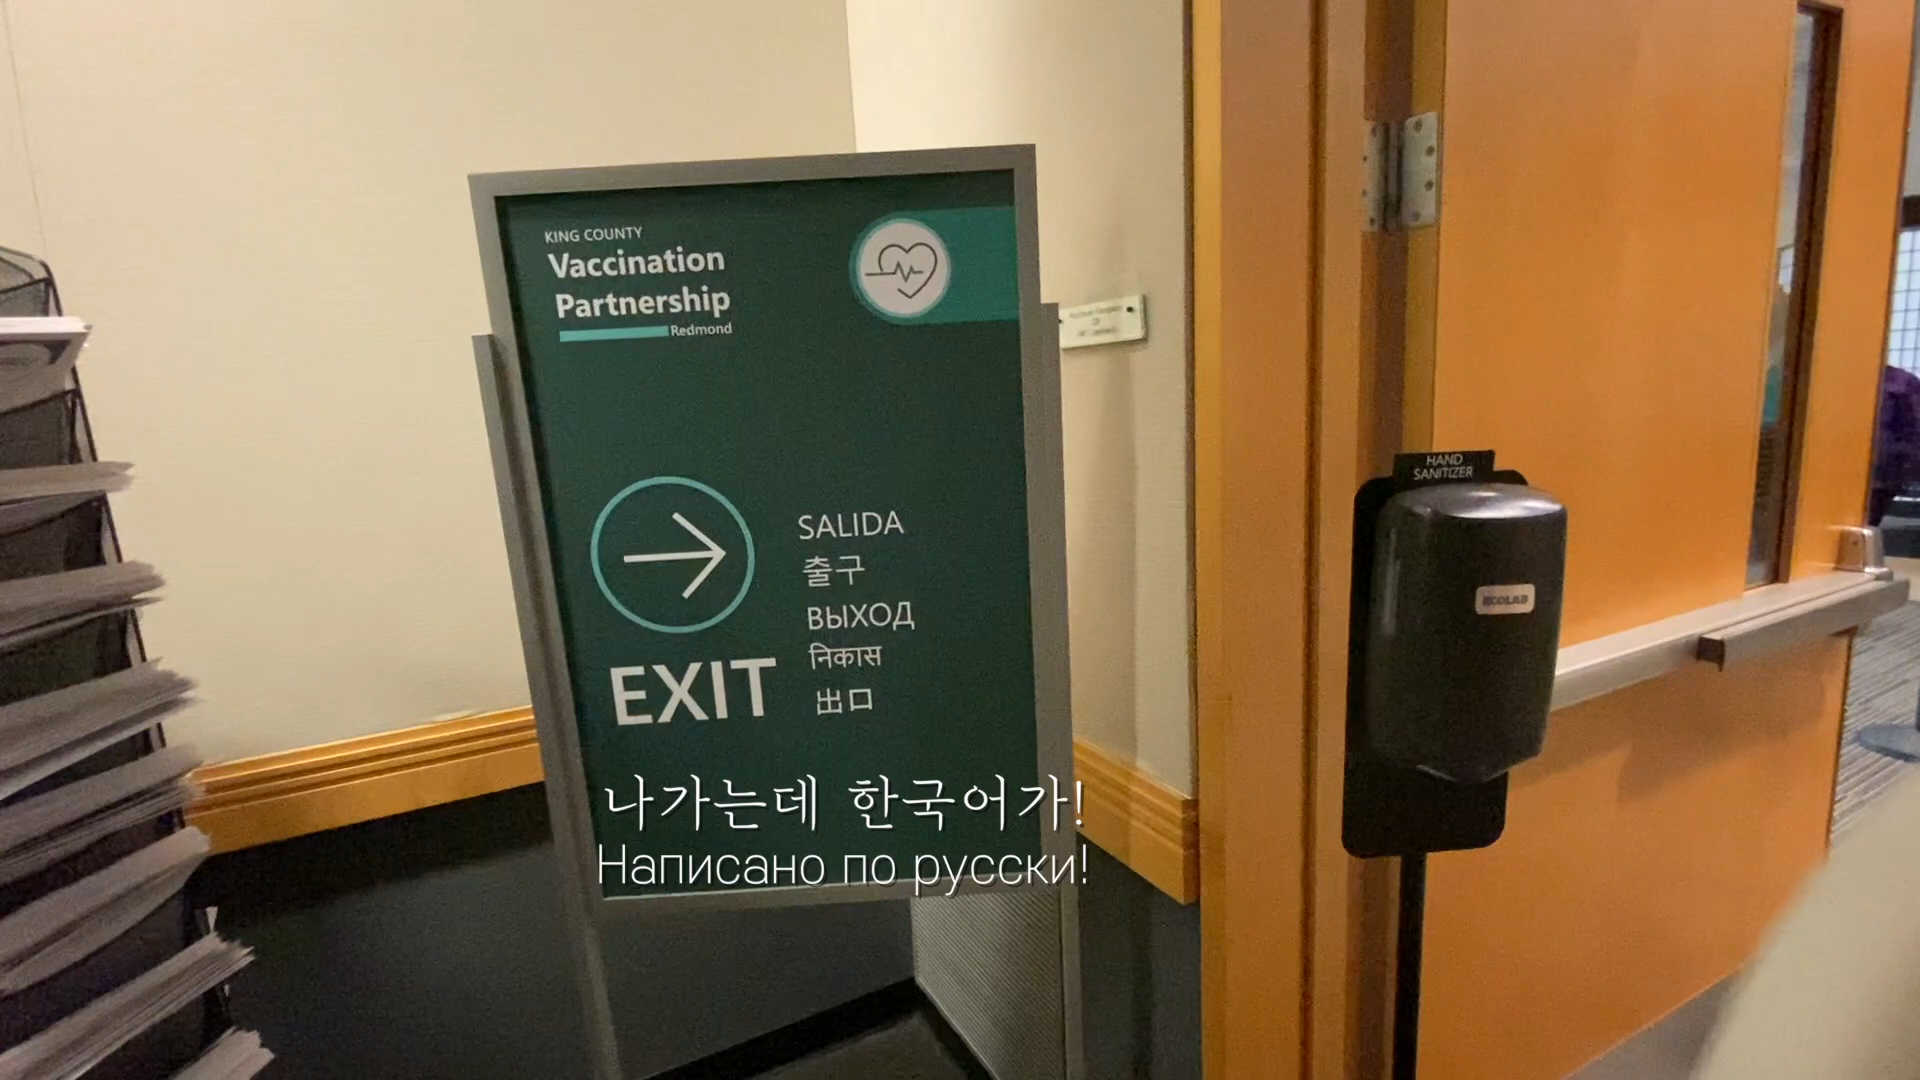 KING COUNTY
Vaccination
Partnership
Redmond
EXIT
SALIDA
출구
ВЫХОД
निकास
出口
HAND
SANITIZER
ECOLAB
나가는데 한국어가!
Написано по русски!